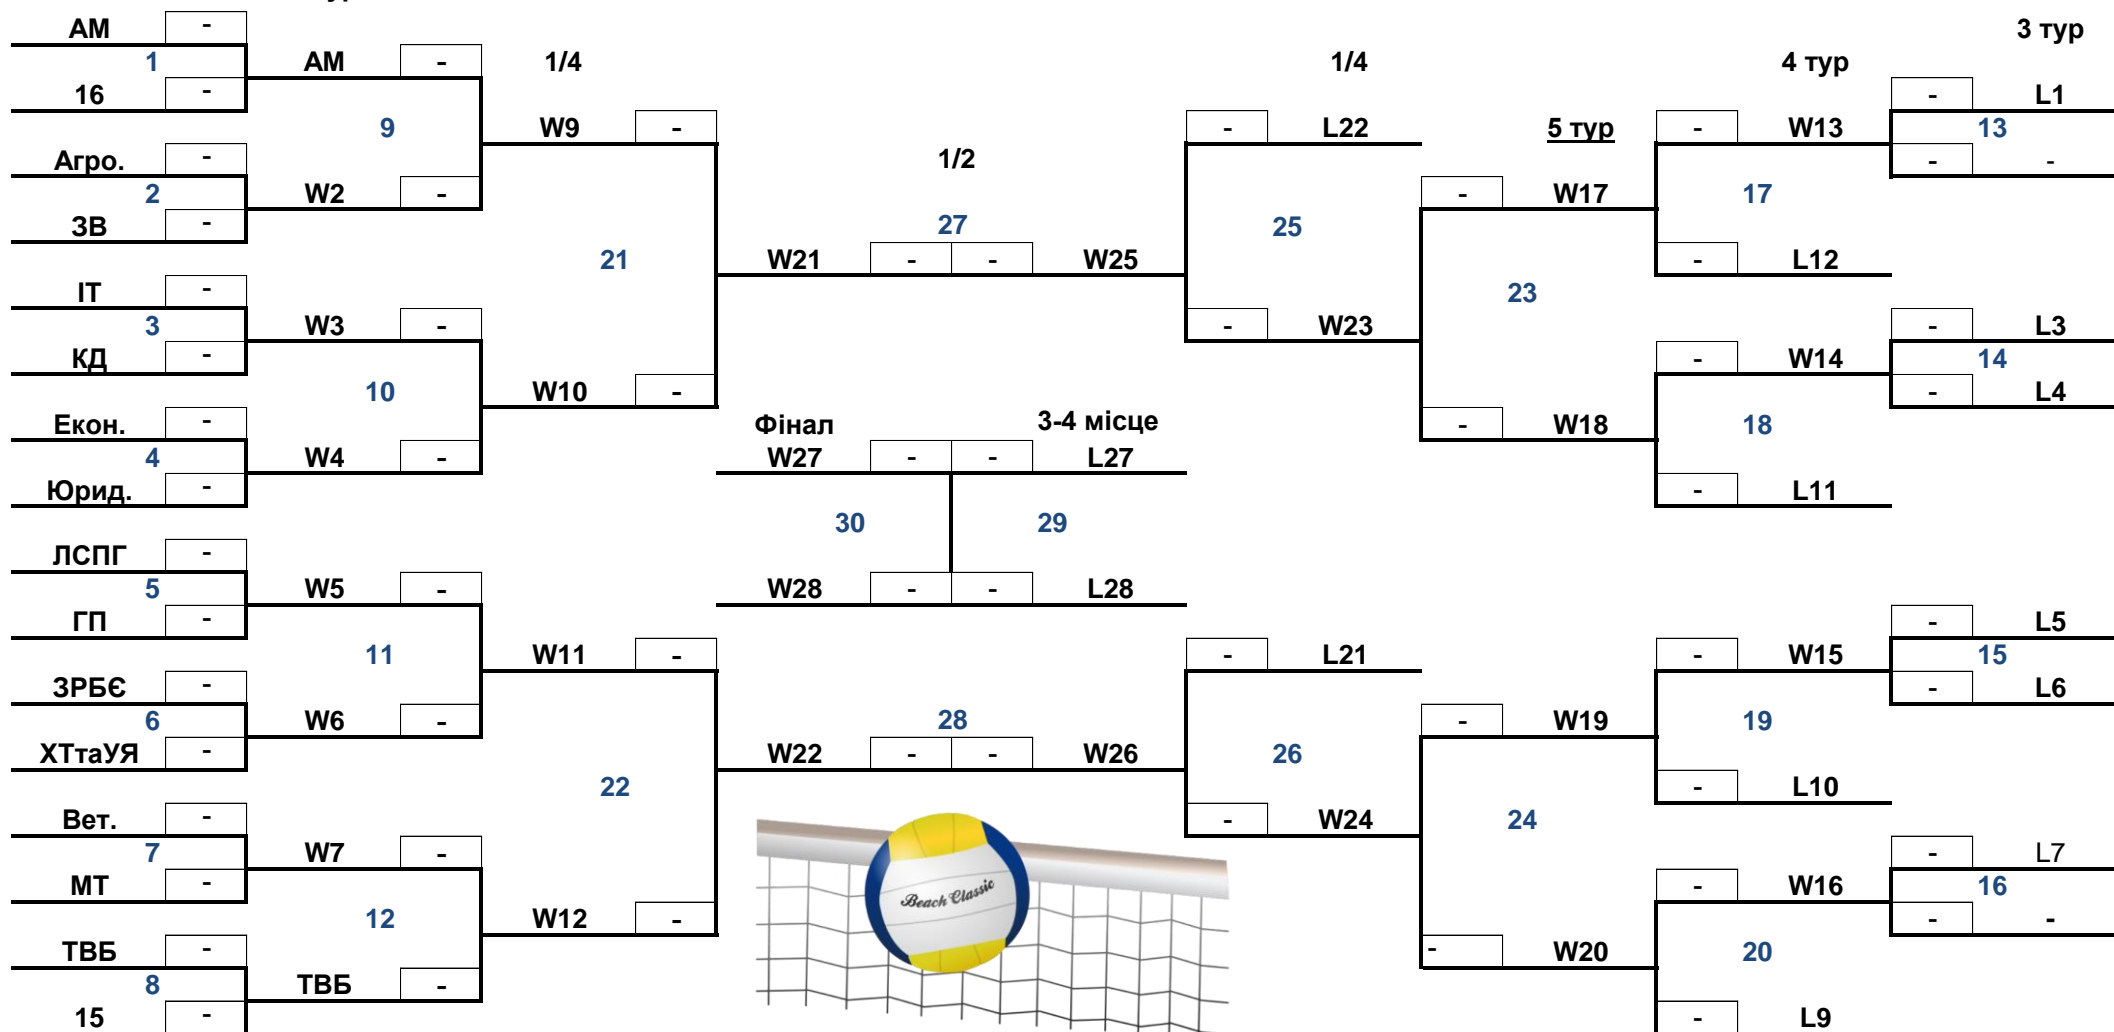 АМ - 3 тур
1 АМ - 1/4 1/4 4 тур
16 - - L1
9 W9 - - L22 5 тур - W13 13
Агро. - 1/2 - -
2 W2 - - W17 17
ЗВ - 27 25
21 W21 - - W25 - L12
ІТ - 23
3 W3 - - W23 - L3
КД - - W14 14
10 W10 - - L4
Екон. - Фінал 3-4 місце - W18 18
4 W4 - W27 - - L27
Юрид. - - L11
30 29
ЛСПГ -
5 W5 - W28 - - L28
ГП - - L5
11 W11 - - L21 - W15 15
ЗРБЄ - - L6
6 W6 - 28 - W19 19
ХТтаУЯ - W22 - - W26 26
22 - L10
Вет. - - W24 24
7 W7 - - L7
МТ - Beach Classic - W16 16
12 W12 - - -
ТВБ - - W20 20
8 ТВБ -
15 - - L9